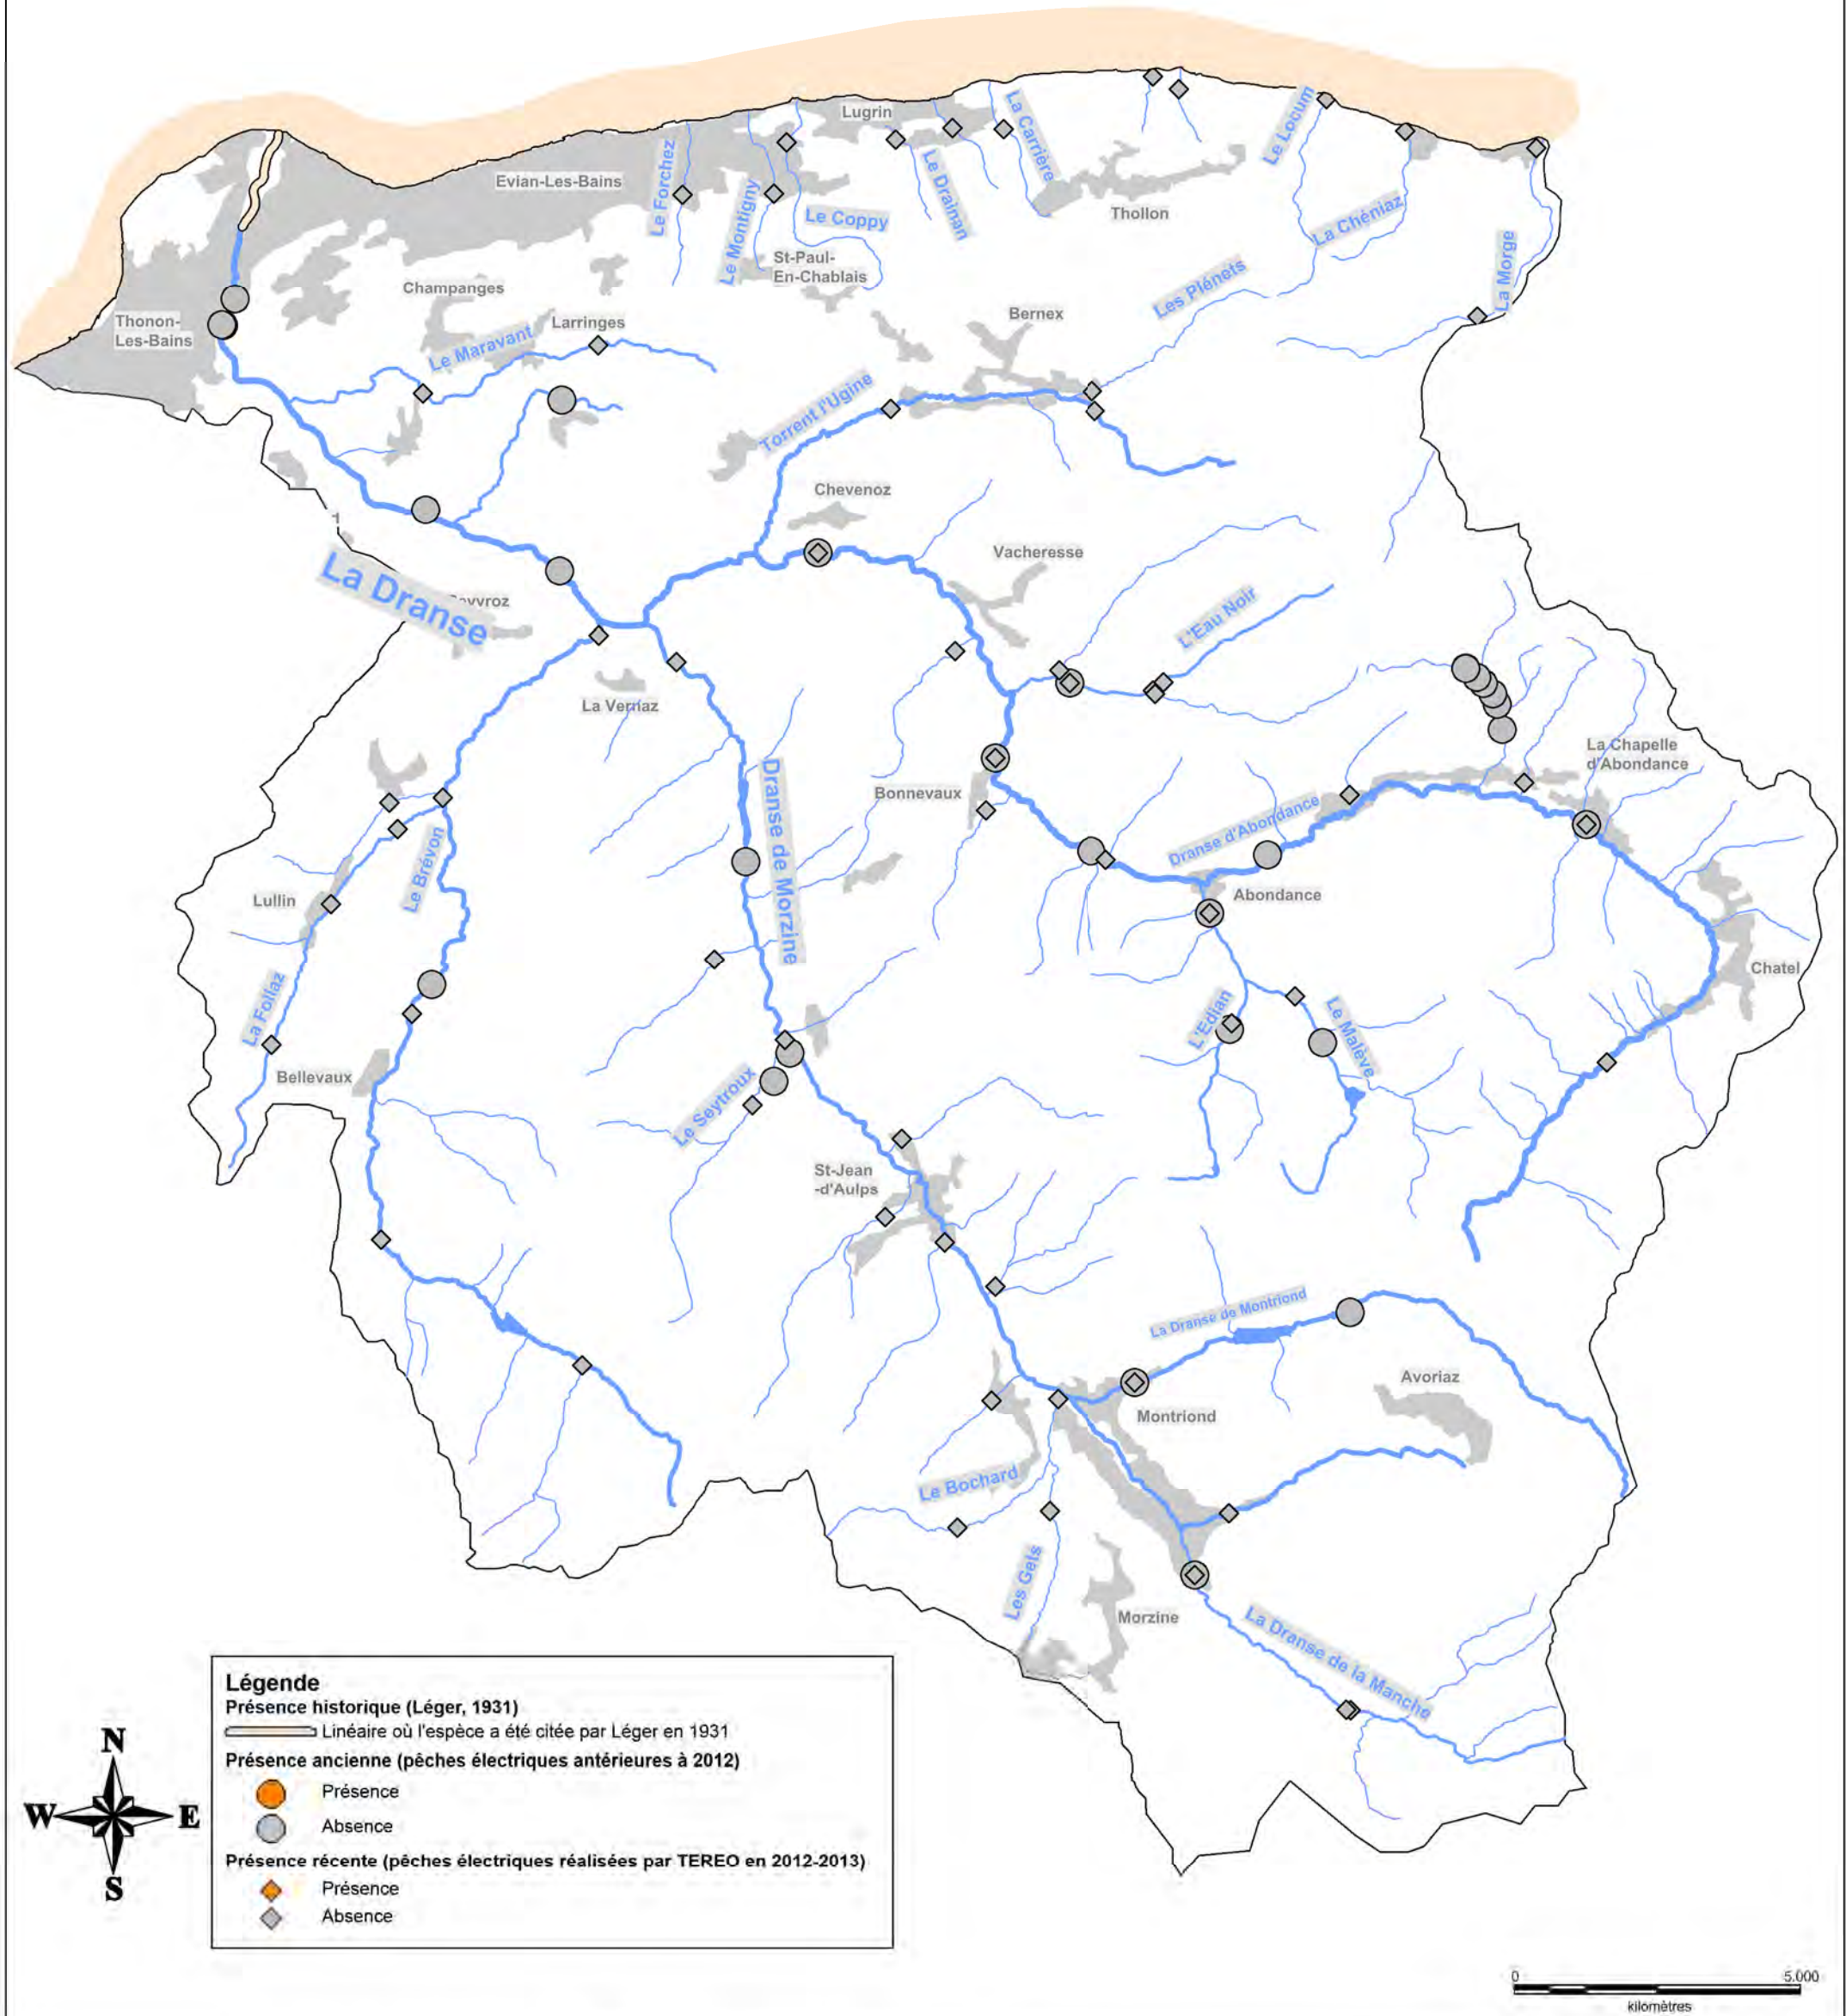 Lugrin
La Carrière
Le Locum
Evian-Les-Bains
Le Forchez
Le Montigny
Le Coppy
Le Drainan
Thollon
La Chéniaz
La Morge
St-Paul-
En-Chablais
Les Plénets
Champanges
Thonon-
Les-Bains
Larringes
Le Maravant
Bernex
Torrent l'Ugine
Chevenoz
Vacheresse
La Dranse
L'Eau Noir
La Vernaz
La Chapelle
d'Abondance
Bonnevaux
Dranse de Morzine
Dranse d'Abondance
Le Brévon
Lullin
Abondance
Chatel
La Follaz
L'Edian
Le Malève
Bellevaux
Le Seytroux
St-Jean
-d'Aulps
La Dranse de Montriond
Avoriaz
Montriond
Le Bochard
Les Gets
Morzine
La Dranse de la Manche
Légende
Présence historique (Léger, 1931)
Linéaire où l'espèce a été citée par Léger en 1931
Présence ancienne (pêches électriques antérieures à 2012)
Présence
Absence
Présence récente (pêches électriques réalisées par TEREO en 2012-2013)
Présence
Absence
N
W E
S
0 5.000
kilomètres